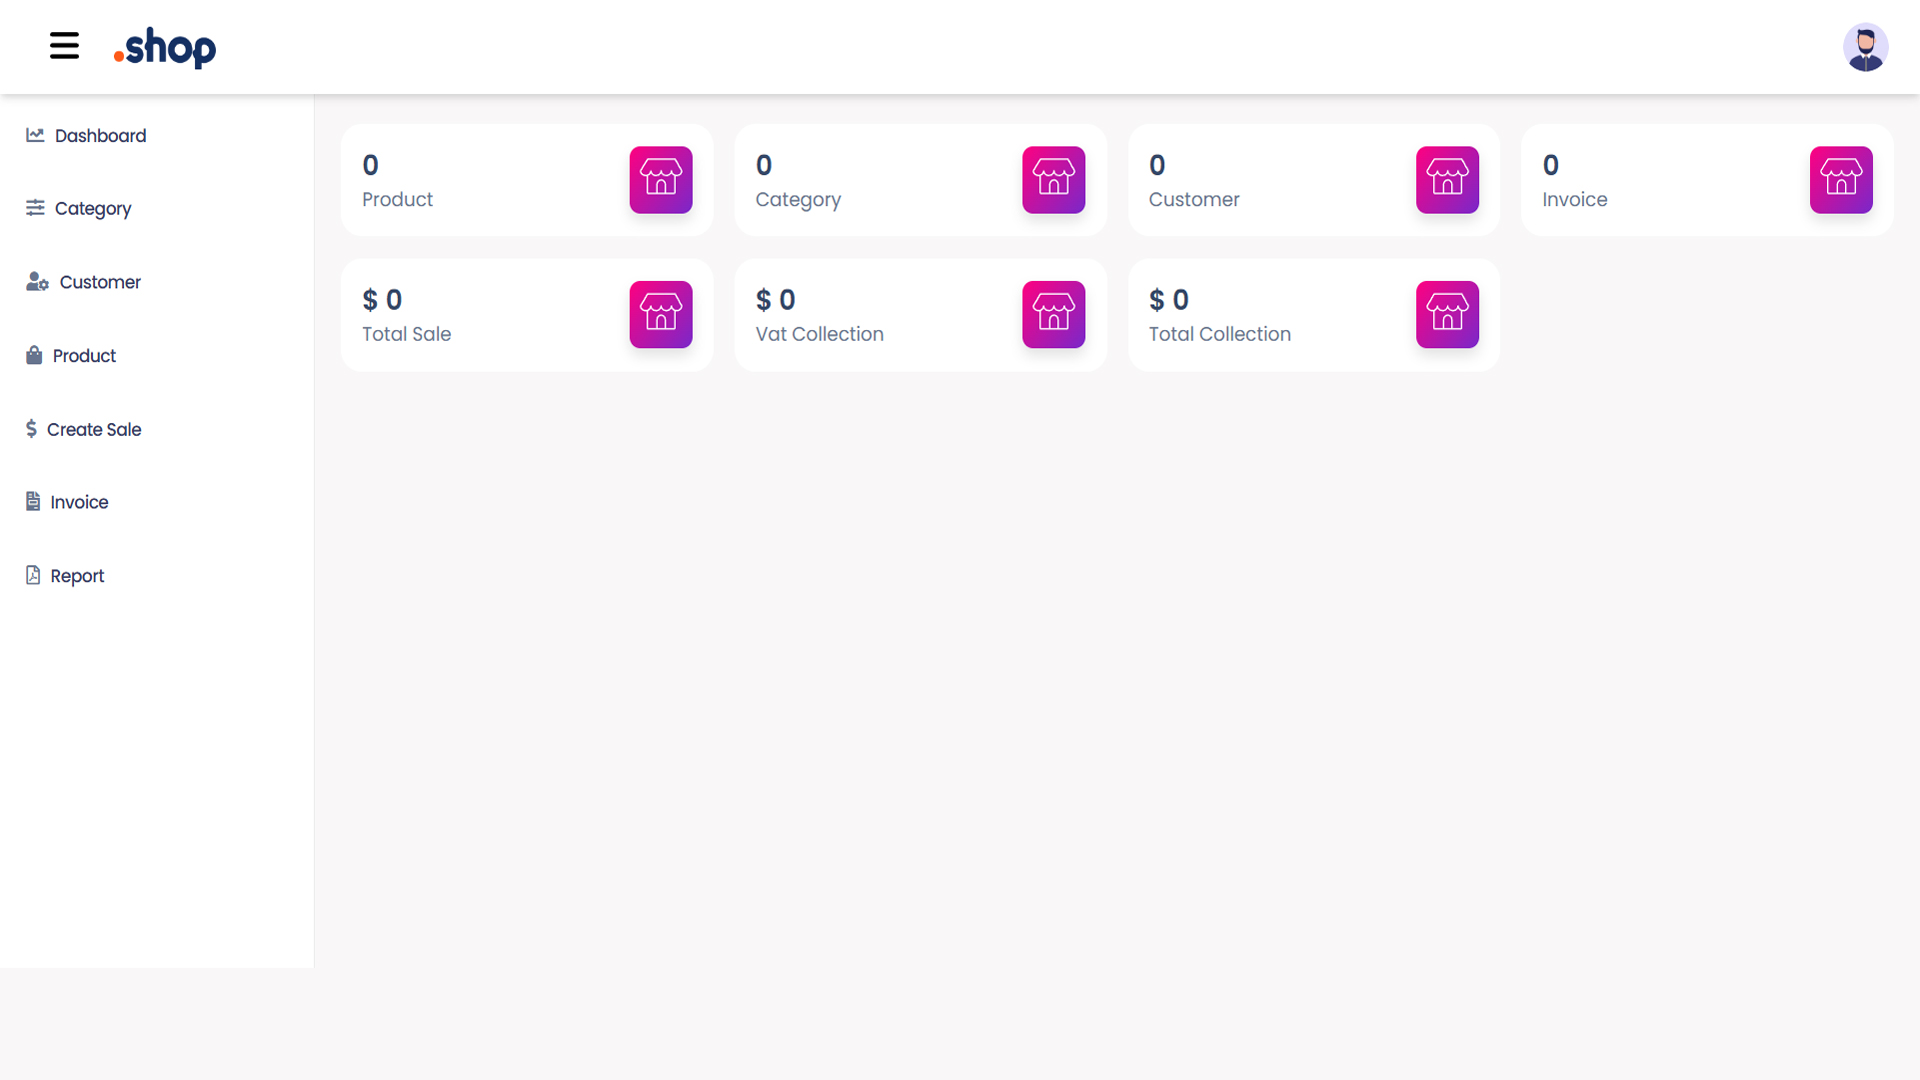 .shop
Dashboard
Category
Customer
Product
Create Sale
Invoice
Report
0
Product
0
Category
0
Customer
0
Invoice
$ 0
Total Sale
$ 0
Vat Collection
$ 0
Total Collection